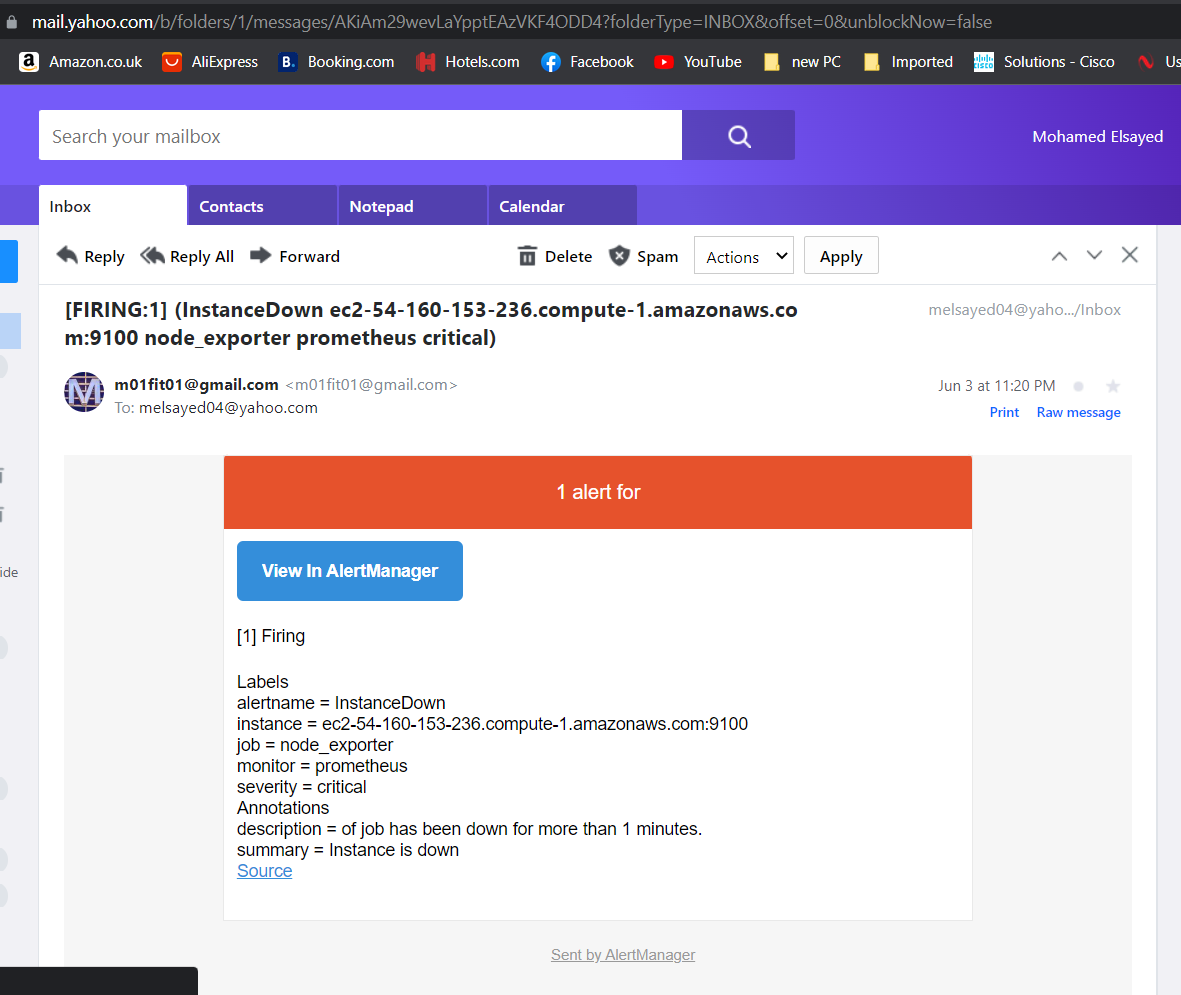 mail.yahoo.com/b/folders/1/messages/AKiAm29wevLaYpptEAzVKF4ODD4?folderType=INBOX&offset=0&unblockNow=false
a Amazon.co.uk AliExpress B. Booking.com H Hotels.com Facebook YouTube new PC Imported CISCO Solutions - Cisco Us
Search your mailbox
Mohamed Elsayed
Inbox Contacts Notepad Calendar
Reply Reply All Forward Delete Spam Actions Apply
[FIRING:1] (InstanceDown ec2-54-160-153-236.compute-1.amazonaws.co
m:9100 node_exporter prometheus critical)
melsayed04@yaho.../Inbox
M
m01fit01@gmail.com <m01fit01@gmail.com>
To: melsayed04@yahoo.com
Jun 3 at 11:20 PM
Print Raw message
1 alert for
View In AlertManager
[1] Firing
Labels
alertname = InstanceDown
instance = ec2-54-160-153-236.compute-1.amazonaws.com:9100
job = node_exporter
ide
monitor = prometheus
severity = critical
Annotations
description = of job has been down for more than 1 minutes.
summary = Instance is down
Source
Sent by AlertManager